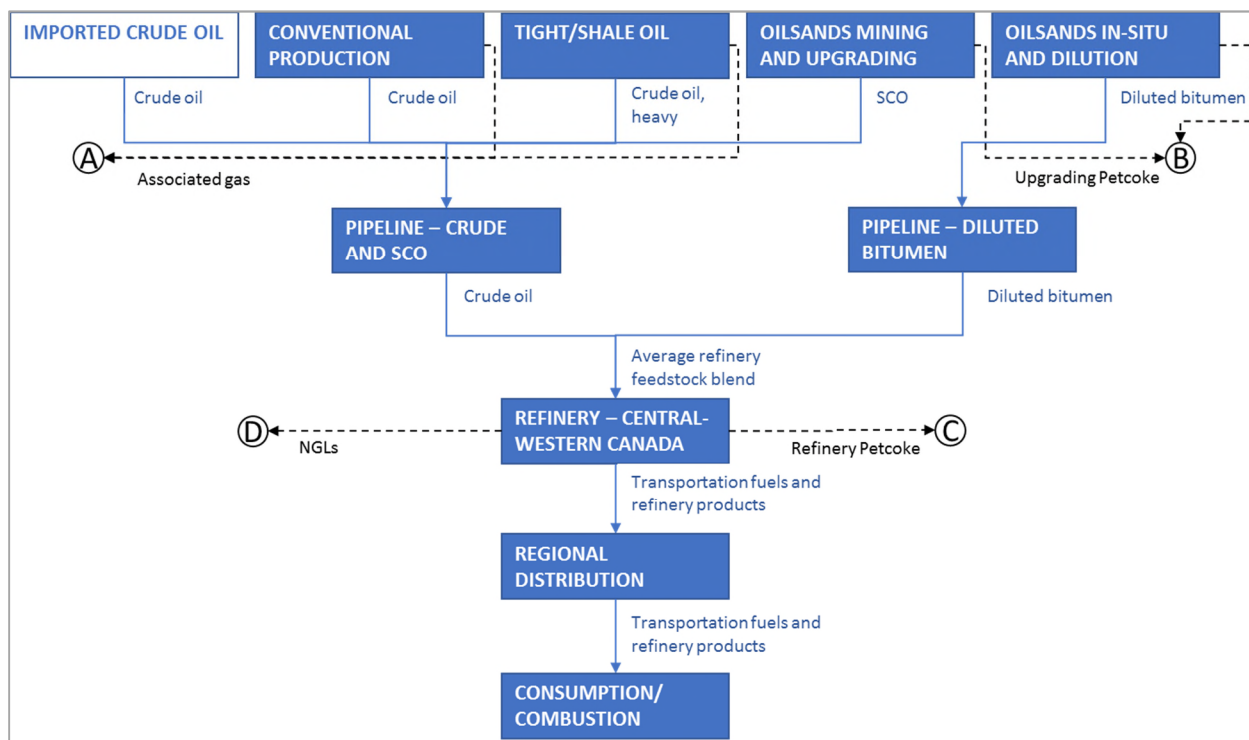 IMPORTED CRUDE OIL
CONVENTIONAL
PRODUCTION
TIGHT/SHALE OIL
OILSANDS MINING
AND UPGRADING
OILSANDS IN-SITU
AND DILUTION
Crude oil
Crude oil
Crude oil,
heavy
SCO
Diluted bitumen
A
Associated gas
Upgrading Petcoke
B
PIPELINE – CRUDE
AND SCO
PIPELINE – DILUTED
BITUMEN
Crude oil
Diluted bitumen
Average refinery
feedstock blend
D
NGLs
REFINERY – CENTRAL-
WESTERN CANADA
Refinery Petcoke
C
Transportation fuels and
refinery products
REGIONAL
DISTRIBUTION
Transportation fuels and
refinery products
CONSUMPTION/
COMBUSTION